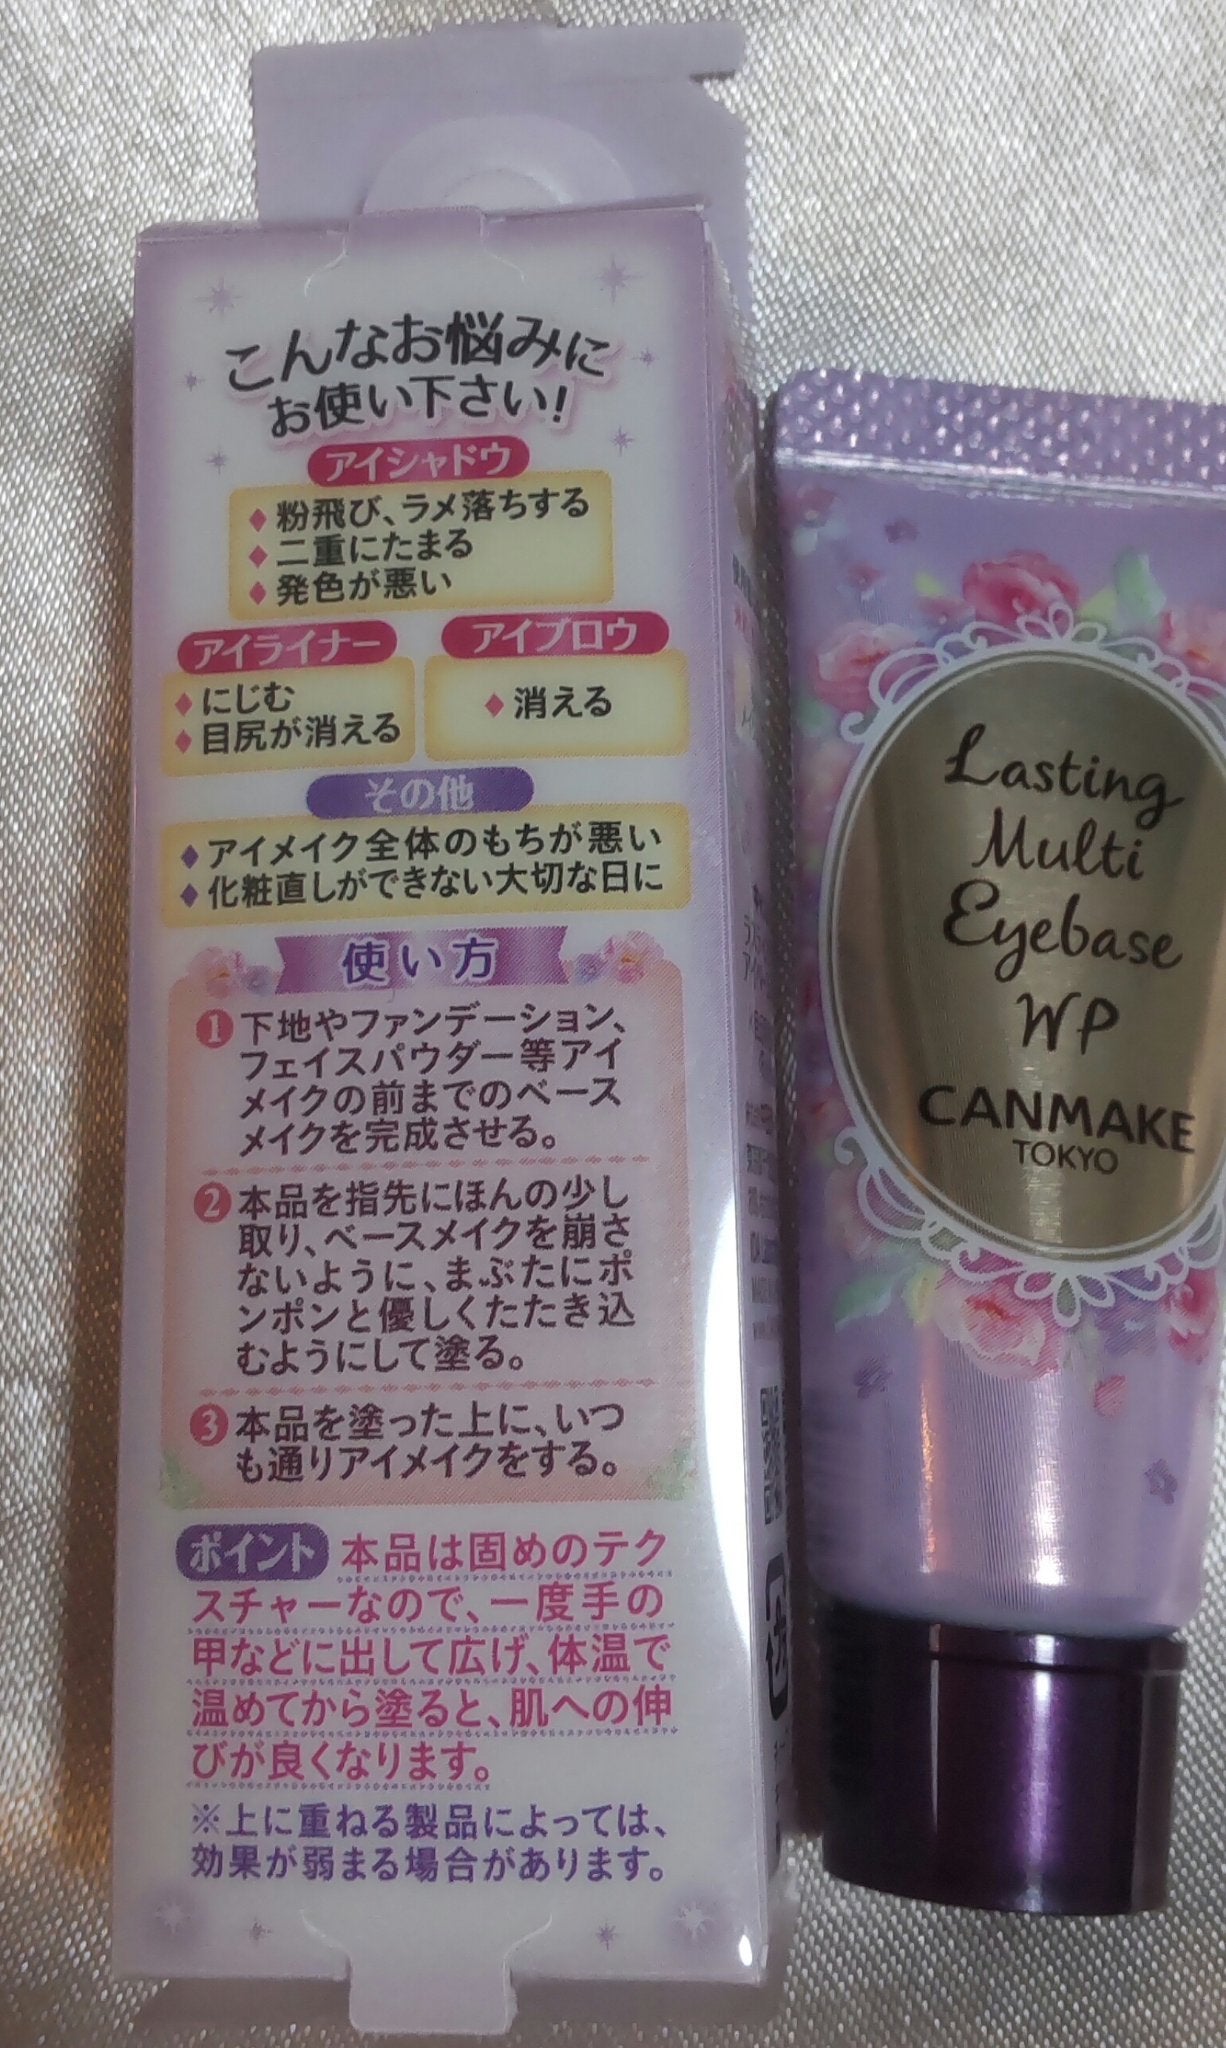 こんなお悩みに
お使い下さい!
アイシャドウ
粉飛び、ラメ落ちする
二重にたまる
発色が悪い
アイライナー
にじむ
目尻が消える
アイブロウ
消える
その他
アイメイク全体のもちが悪い
化粧直しができない大切な日に
使い方
1 下地やファンデーション、
フェイスパウダー等アイ
メイクの前までのベース
メイクを完成させる。
2 本品を指先にほんの少し
取り、ベースメイクを崩さ
ないように、まぶたにポ
ンポンと優しくたたき込
むようにして塗る。
3 本品を塗った上に、いつ
も通りアイメイクをする。
ポイント 本品は固めのテク
スチャーなので、一度手の
甲などに出して広げ、体温で
温めてから塗ると、肌への伸
びが良くなります。
※上に重ねる製品によっては、
効果が弱まる場合があります。
Lasting
Multi
Eyebase
WP
CANMAKE
TOKYO